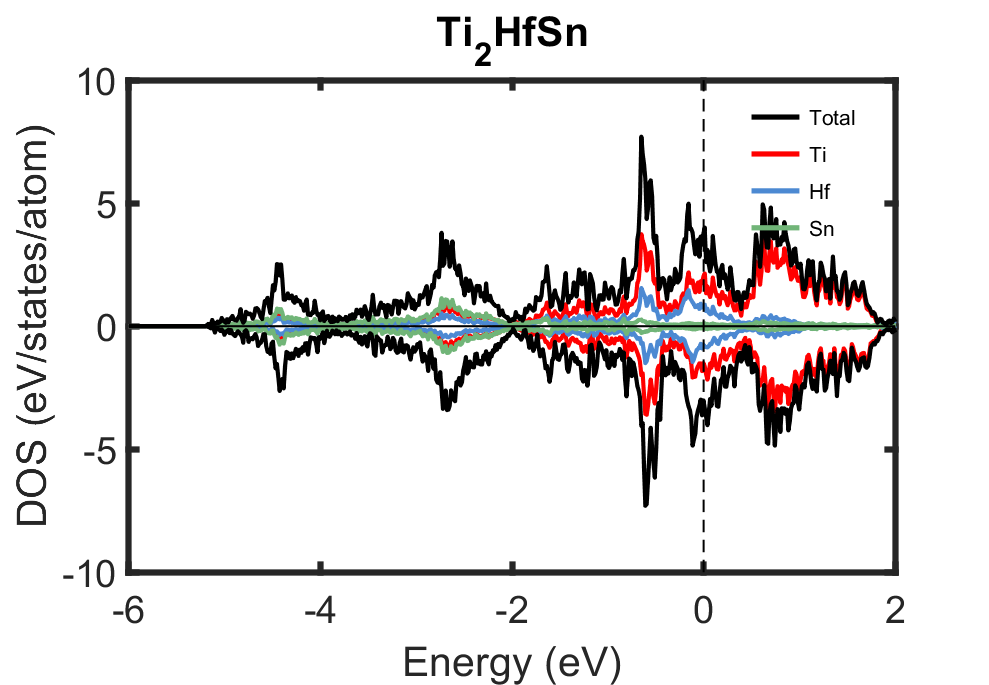 Ti2HfSn
10
5
0
-5
-10
DOS (eV/states/atom)
Total
Ti
Hf
Sn
-6 -4 -2 0 2
Energy (eV)